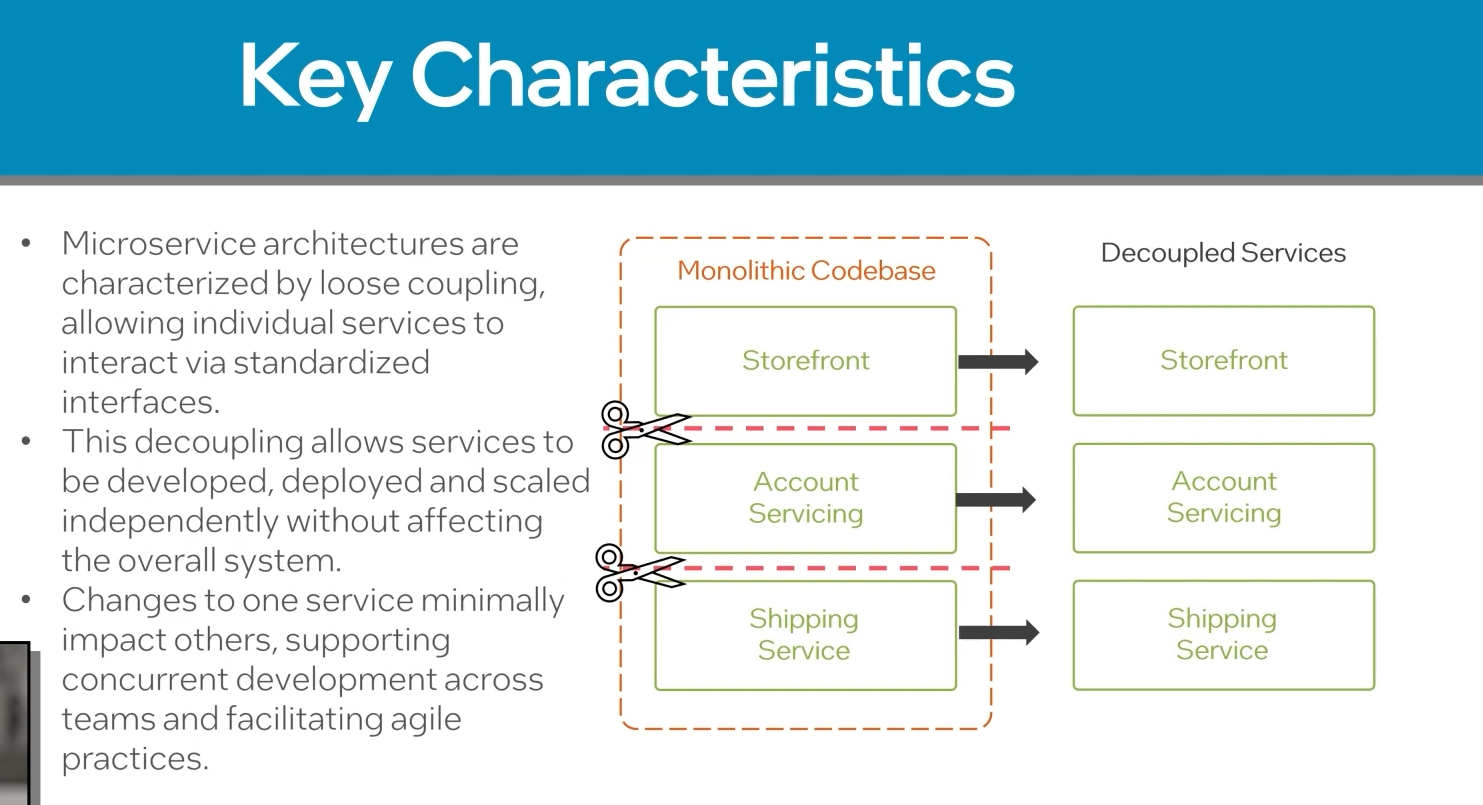 Key Characteristics
• Microservice architectures are
characterized by loose coupling,
allowing individual services to
interact via standardized
interfaces.
• This decoupling allows services to
be developed, deployed and scaled
independently without affecting
the overall system.
• Changes to one service minimally
impact others, supporting
concurrent development across
teams and facilitating agile
practices.
Monolithic Codebase
Storefront
Account
Servicing
Shipping
Service
Decoupled Services
Storefront
Account
Servicing
Shipping
Service